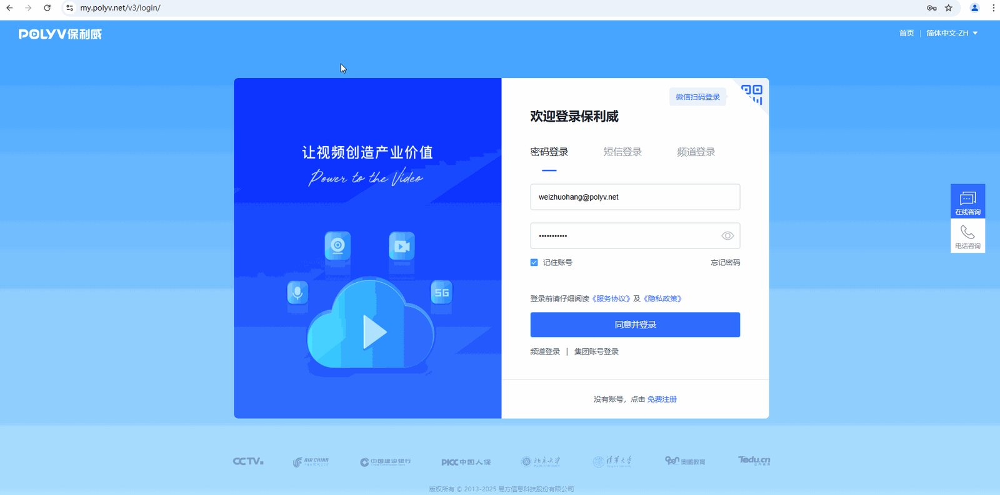 my.polyv.net/v3/login/
POLYV保利威
首页 | 简体中文-ZH
微信扫码登录
欢迎登录保利威
让视频创造产业价值
Power to the Video
密码登录 短信登录 频道登录
weizhuohang@polyv.net
•••••••••••
记住账号 忘记密码
5G
登录前请仔细阅读《服务协议》及《隐私政策》
同意并登录
频道登录 | 集团账号登录
没有账号，点击 免费注册
在线咨询
电话咨询
CCTV.
AIR CHINA
中国建设银行
China Construction Bank
PICC 中国人保
北京大学
清华大学
open 奥鹏教育
Tedu.cn
达内教育
版权所有 © 2013-2025 易方信息科技股份有限公司